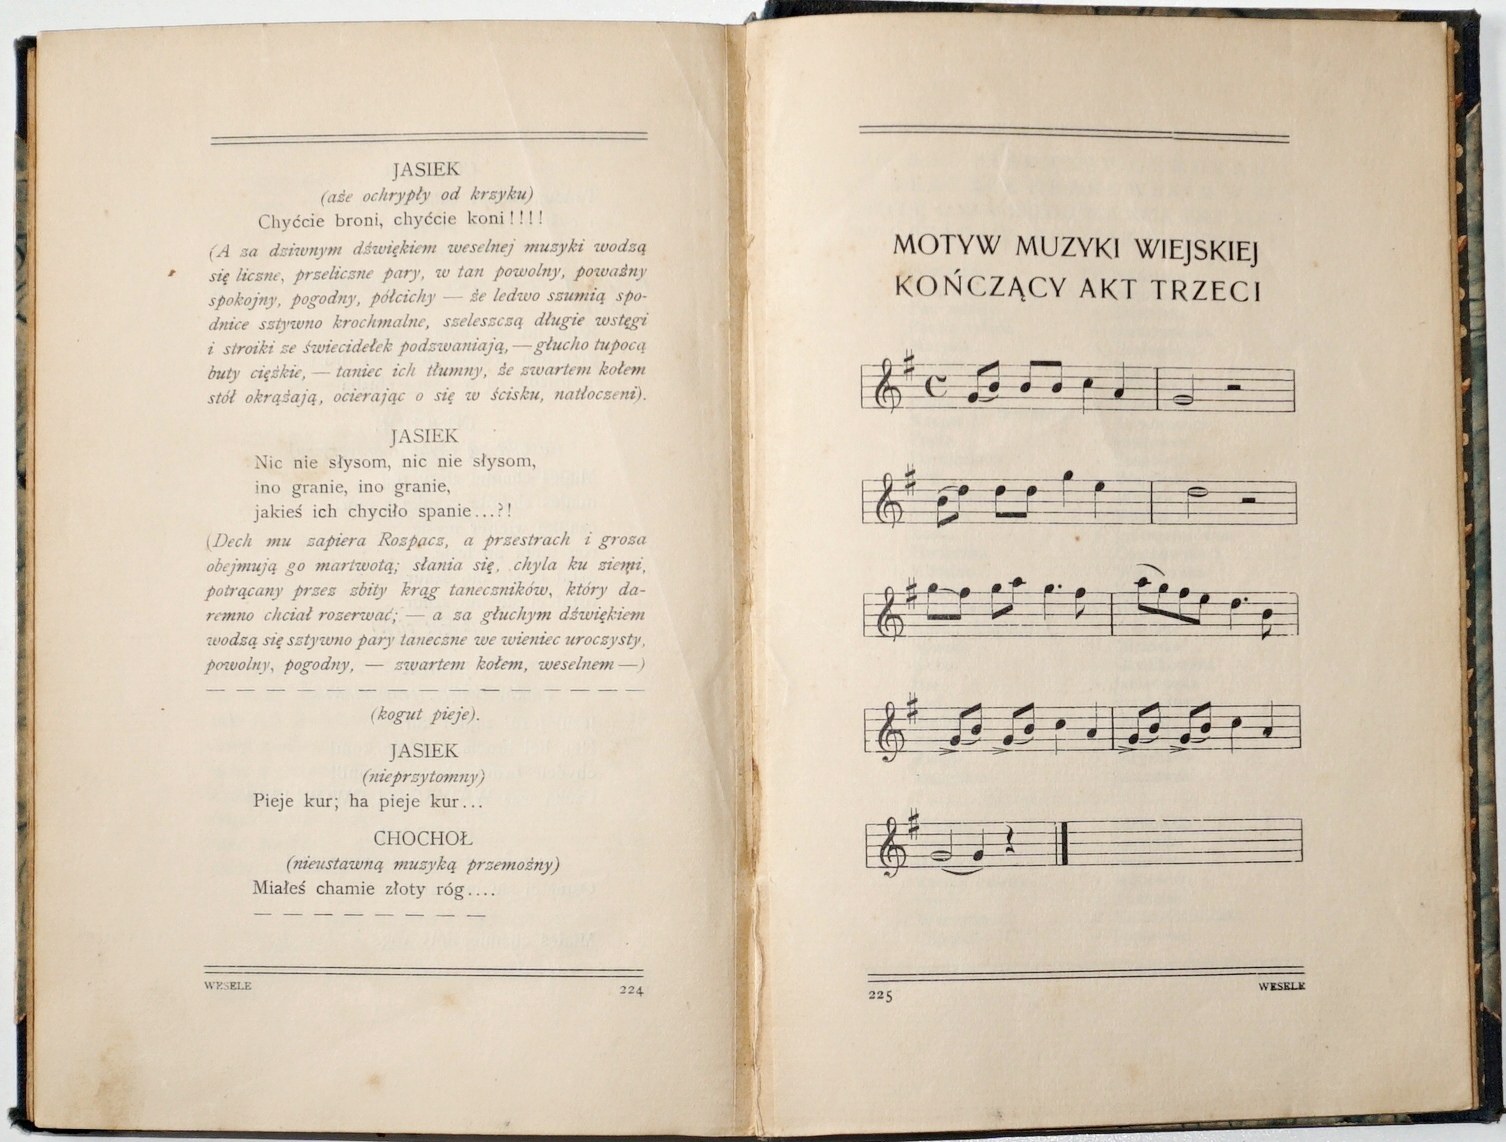 JASIEK
(aże ochrypły od krzyku)
Chyćcie broni, chyćcie koni!!!!
(A za dziwnym dźwiękiem weselnej muzyki wodzą
się liczne, przeliczne pary, w tan powolny, poważny
spokojny, pogodny, półcichy — że ledwo szumią spo-
dnice sztywno krochmalne, szeleszczą długie wstęgi
i stroiki ze świecidełek podzwaniają, — głucho tupocą
buty ciężkie, — taniec ich tłumny, że zwartem kołem
stół okrążają, ocierając o się w ścisku, natłoczeni).
JASIEK
Nic nie słysom, nic nie słysom,
ino granie, ino granie,
jakieś ich chyciło spanie...?!
(Dech mu zapiera Rozpacz, a przestrach i groza
obejmują go martwotą; słania się, chyla ku ziemi,
potrącany przez zbity krąg taneczników, który da-
remno chciał rozerwać; — a za głuchym dźwiękiem
wodzą się sztywno pary taneczne we wieniec uroczysty,
powolny, pogodny, — zwartem kołem, weselnem —)
— — — — — — — — — — — — —
(kogut pieje).
JASIEK
(nieprzytomny)
Pieje kur; ha pieje kur...
CHOCHOŁ
(nieustawną muzyką przemożny)
Miałeś chamie złoty róg....
— — — — — — —
WESELE 224
MOTYW MUZYKI WIEJSKIEJ
KOŃCZĄCY AKT TRZECI
225 WESELE